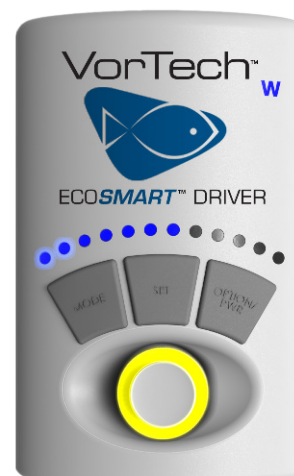 VorTech™
W
ECOSMART™ DRIVER
MODE
SET
OPTION/
PWR